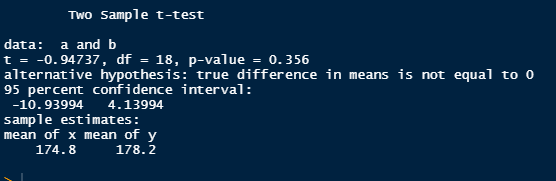 Two Sample t-test
data:  a and b
t = -0.94737, df = 18, p-value = 0.356
alternative hypothesis: true difference in means is not equal to 0
95 percent confidence interval:
-10.93994   4.13994
sample estimates:
mean of x mean of y
174.8     178.2
>